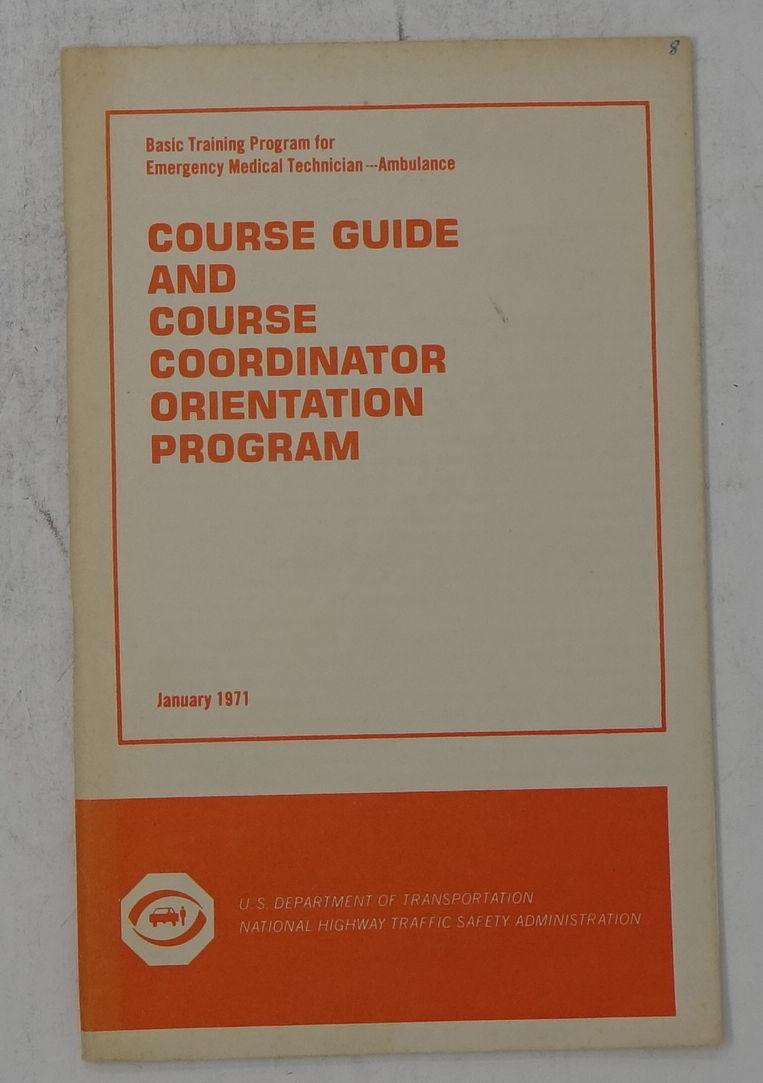 8
Basic Training Program for
Emergency Medical Technician---Ambulance
COURSE GUIDE
AND
COURSE
COORDINATOR
ORIENTATION
PROGRAM
January 1971
U.S. DEPARTMENT OF TRANSPORTATION
NATIONAL HIGHWAY TRAFFIC SAFETY ADMINISTRATION